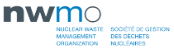 nwmo
NUCLEAR WASTE SOCIÉTÉ DE GESTION
MANAGEMENT DES DÉCHETS
ORGANIZATION NUCLÉAIRES